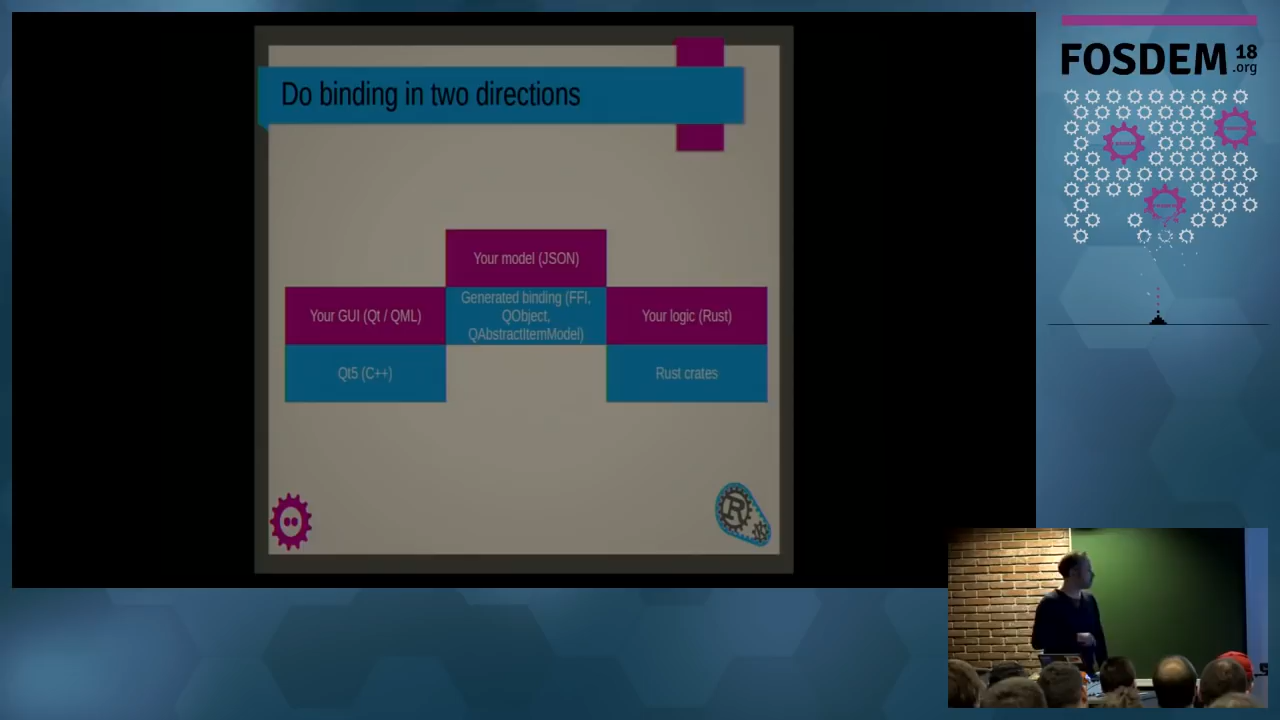 Do binding in two directions
Your model (JSON)
Your GUI (Qt / QML)
Generated binding (FFI,
QObject,
QAbstractItemModel)
Your logic (Rust)
Qt5 (C++)
Rust crates
R
K
FOSDEM 18
.org